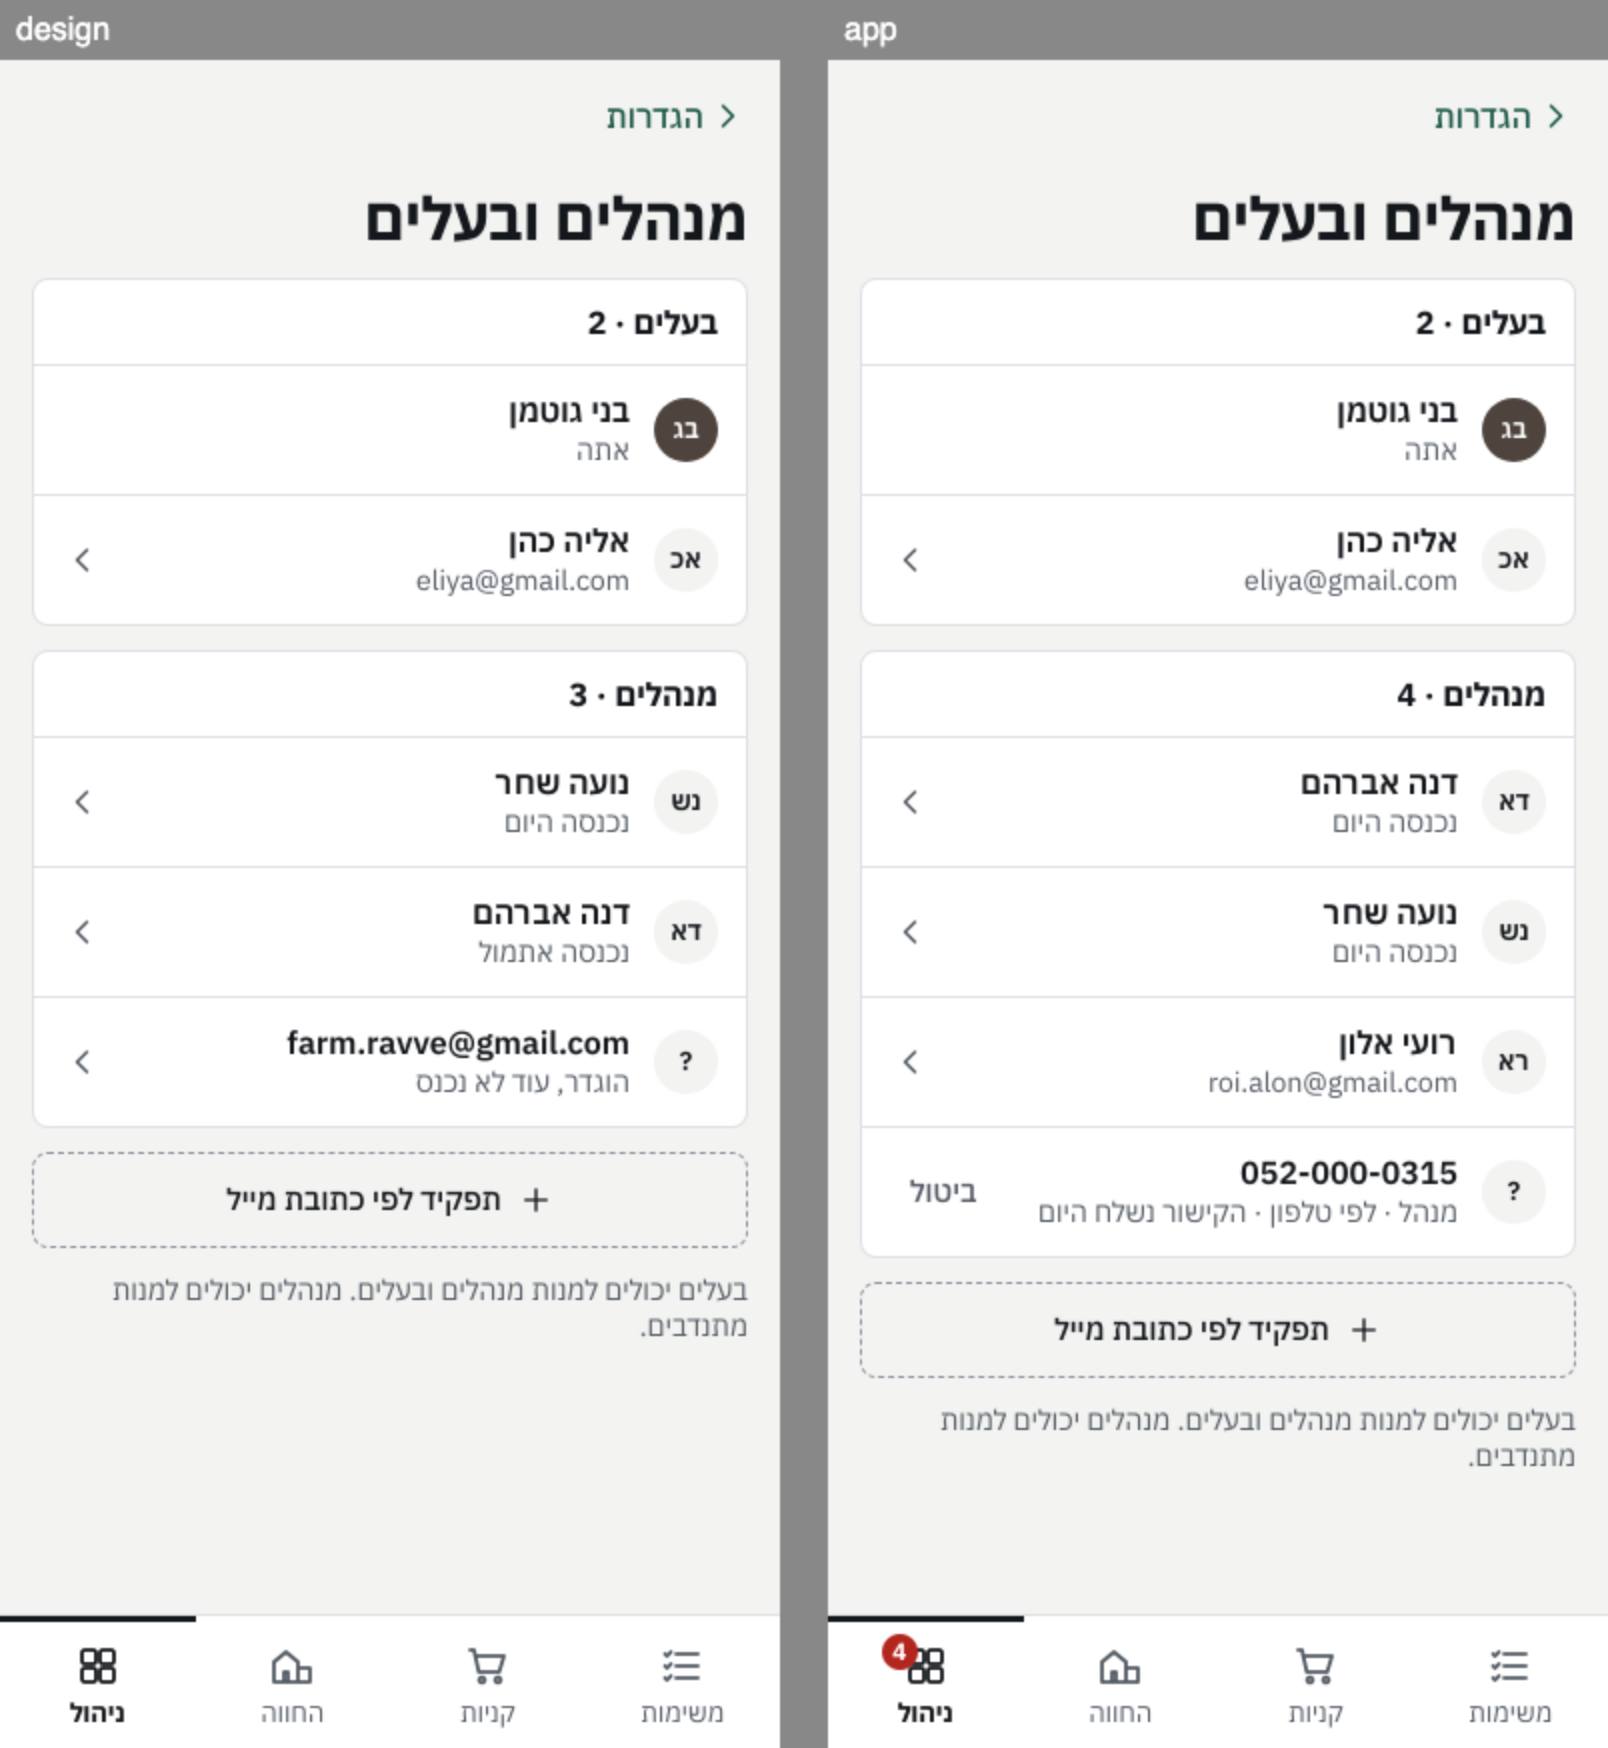 design
הגדרות
מנהלים ובעלים
בעלים · 2
בג
בני גוטמן
אתה
אכ
אליה כהן
eliya@gmail.com
מנהלים · 3
נש
נועה שחר
נכנסה היום
דא
דנה אברהם
נכנסה אתמול
?
farm.ravve@gmail.com
הוגדר, עוד לא נכנס
+ תפקיד לפי כתובת מייל
בעלים יכולים למנות מנהלים ובעלים. מנהלים יכולים למנות
מתנדבים.
משימות
קניות
החווה
ניהול
app
הגדרות
מנהלים ובעלים
בעלים · 2
בג
בני גוטמן
אתה
אכ
אליה כהן
eliya@gmail.com
מנהלים · 4
דא
דנה אברהם
נכנסה היום
נש
נועה שחר
נכנסה היום
רא
רועי אלון
roi.alon@gmail.com
?
052-000-0315
מנהל · לפי טלפון · הקישור נשלח היום
ביטול
+ תפקיד לפי כתובת מייל
בעלים יכולים למנות מנהלים ובעלים. מנהלים יכולים למנות
מתנדבים.
משימות
קניות
החווה
4
ניהול